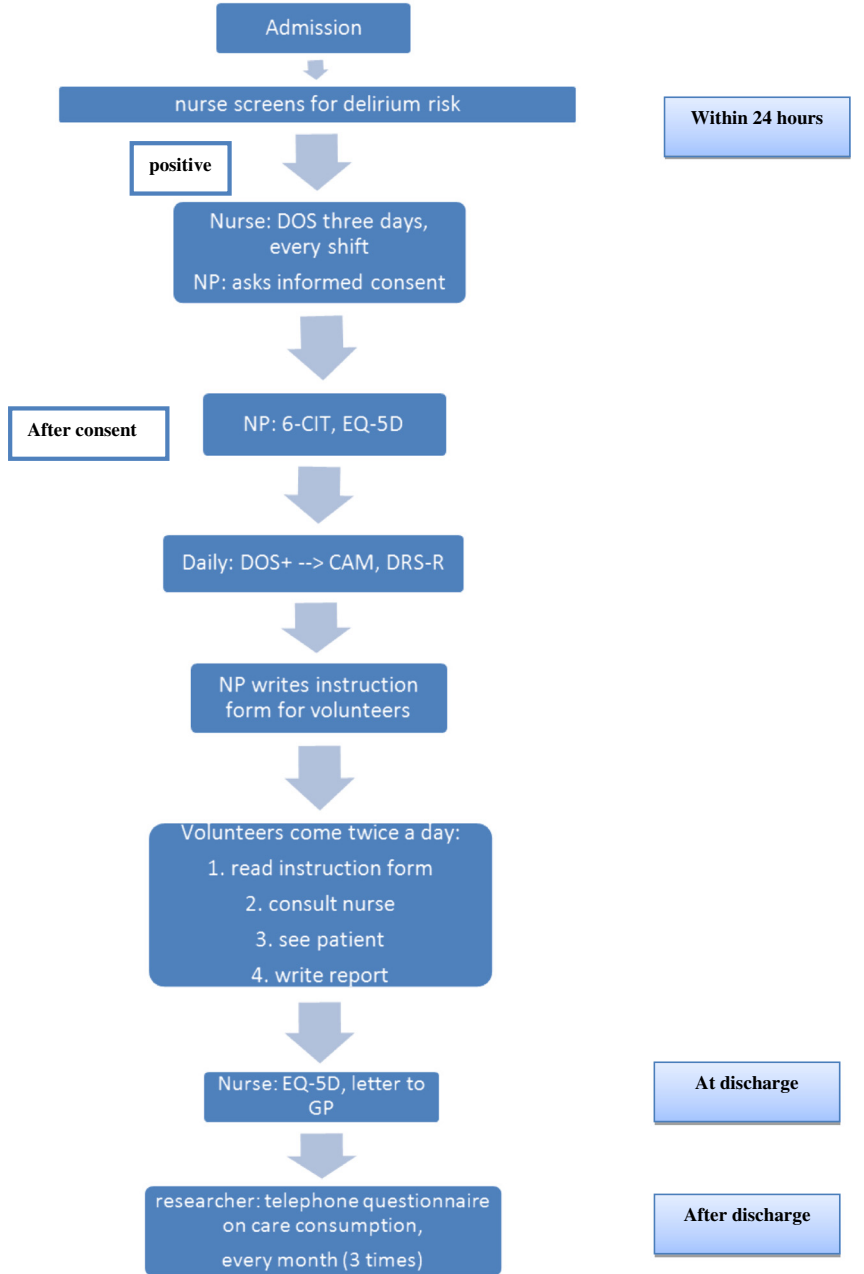 Admission
nurse screens for delirium risk
Within 24 hours
positive
Nurse: DOS three days,
every shift
NP: asks informed consent
After consent
NP: 6-CIT, EQ-5D
Daily: DOS+ --> CAM, DRS-R
NP writes instruction
form for volunteers
Volunteers come twice a day:
1. read instruction form
2. consult nurse
3. see patient
4. write report
Nurse: EQ-5D, letter to
GP
At discharge
researcher: telephone questionnaire
on care consumption,
every month (3 times)
After discharge